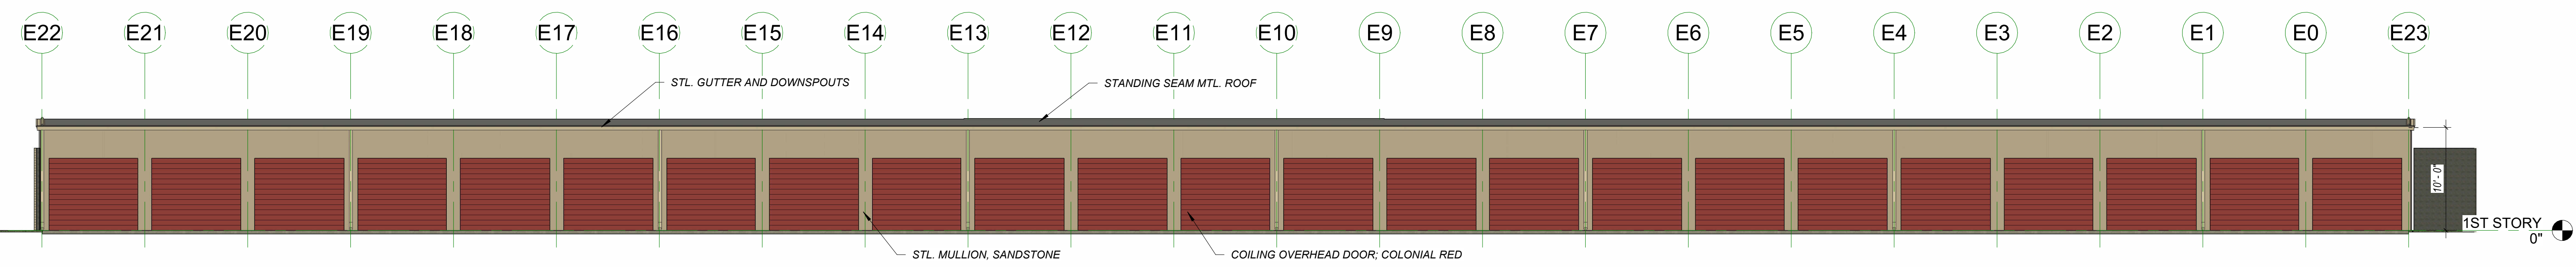 E22 E21 E20 E19 E18 E17 E16 E15 E14 E13 E12 E11 E10 E9 E8 E7 E6 E5 E4 E3 E2 E1 E0 E23
STL. GUTTER AND DOWNSPOUTS
STANDING SEAM MTL. ROOF
10' - 0"
1ST STORY
0"
STL. MULLION, SANDSTONE
COILING OVERHEAD DOOR; COLONIAL RED